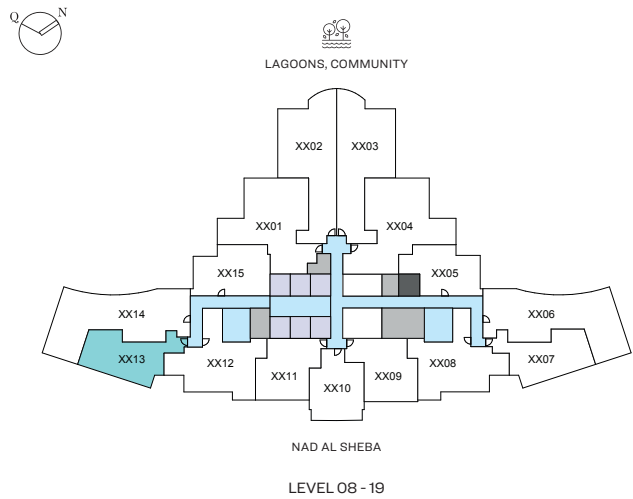 Q N
LAGOONS, COMMUNITY
XX02 XX03
XX01 XX04
XX15 XX05
XX14 XX06
XX13 XX12 XX08 XX07
XX11 XX10 XX09
NAD AL SHEBA
LEVEL 08 - 19